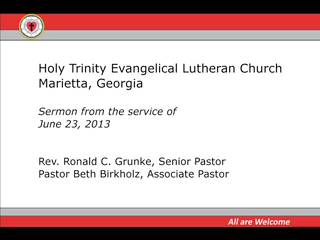 Holy Trinity Evangelical Lutheran Church
Marietta, Georgia
Sermon from the service of
June 23, 2013
Rev. Ronald C. Grunke, Senior Pastor
Pastor Beth Birkholz, Associate Pastor
All are Welcome